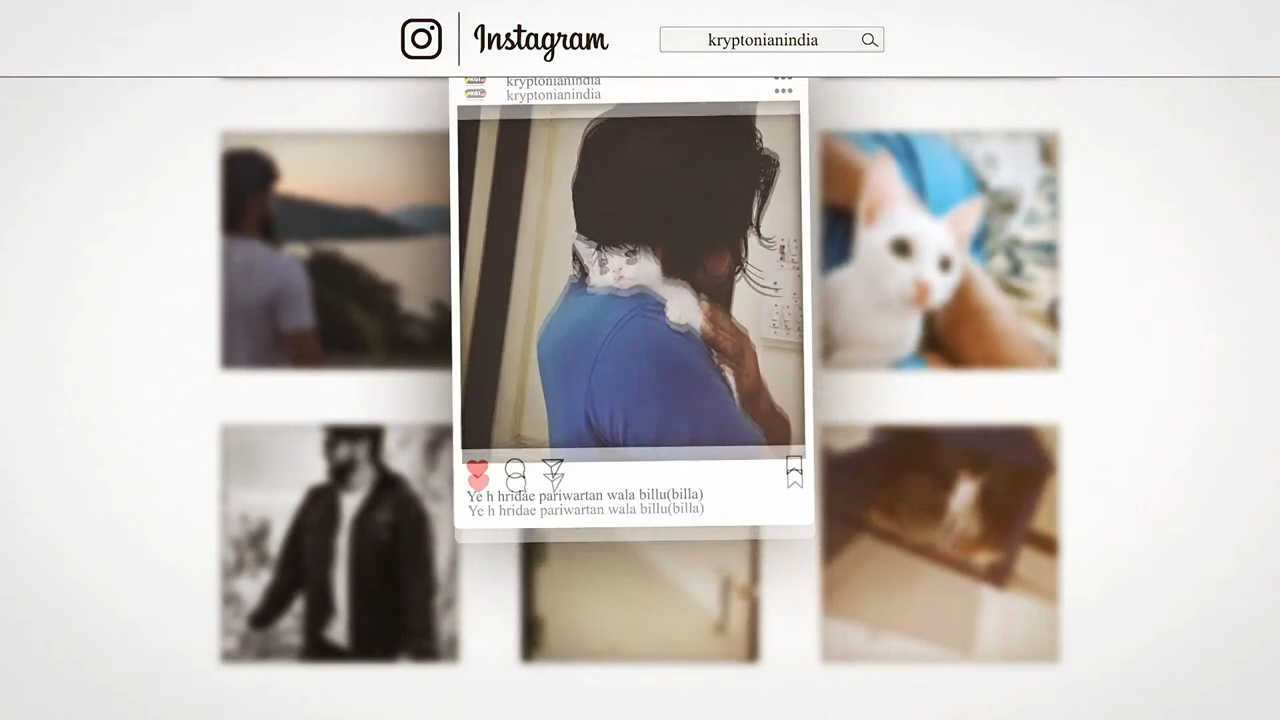 Instagram
kryptonianindia
kryptonianindia
kryptonianindia
Ye h hridae pariwartan wala billu(billa)
Ye h hridae pariwartan wala billu(billa)